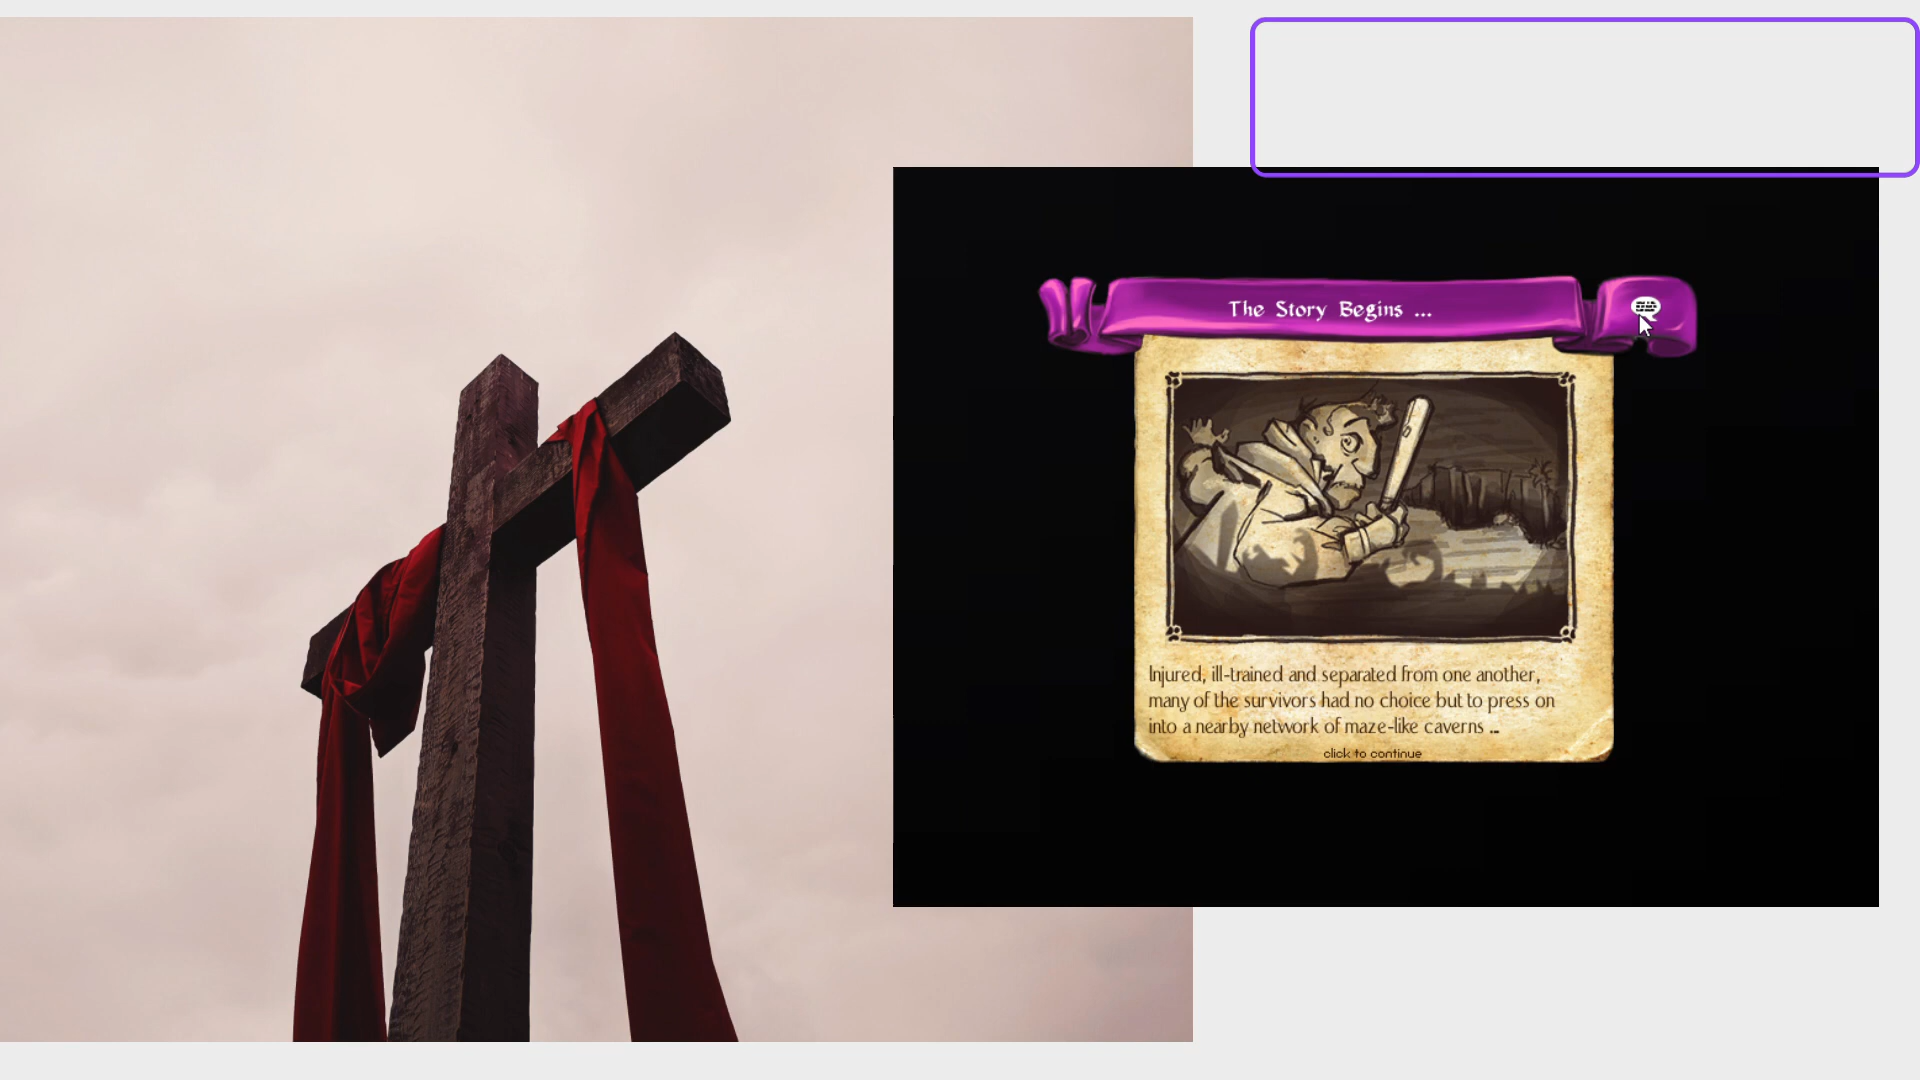 The Story Begins ...
Injured, ill-trained and separated from one another,
many of the survivors had no choice but to press on
into a nearby network of maze-like caverns ...
click to continue